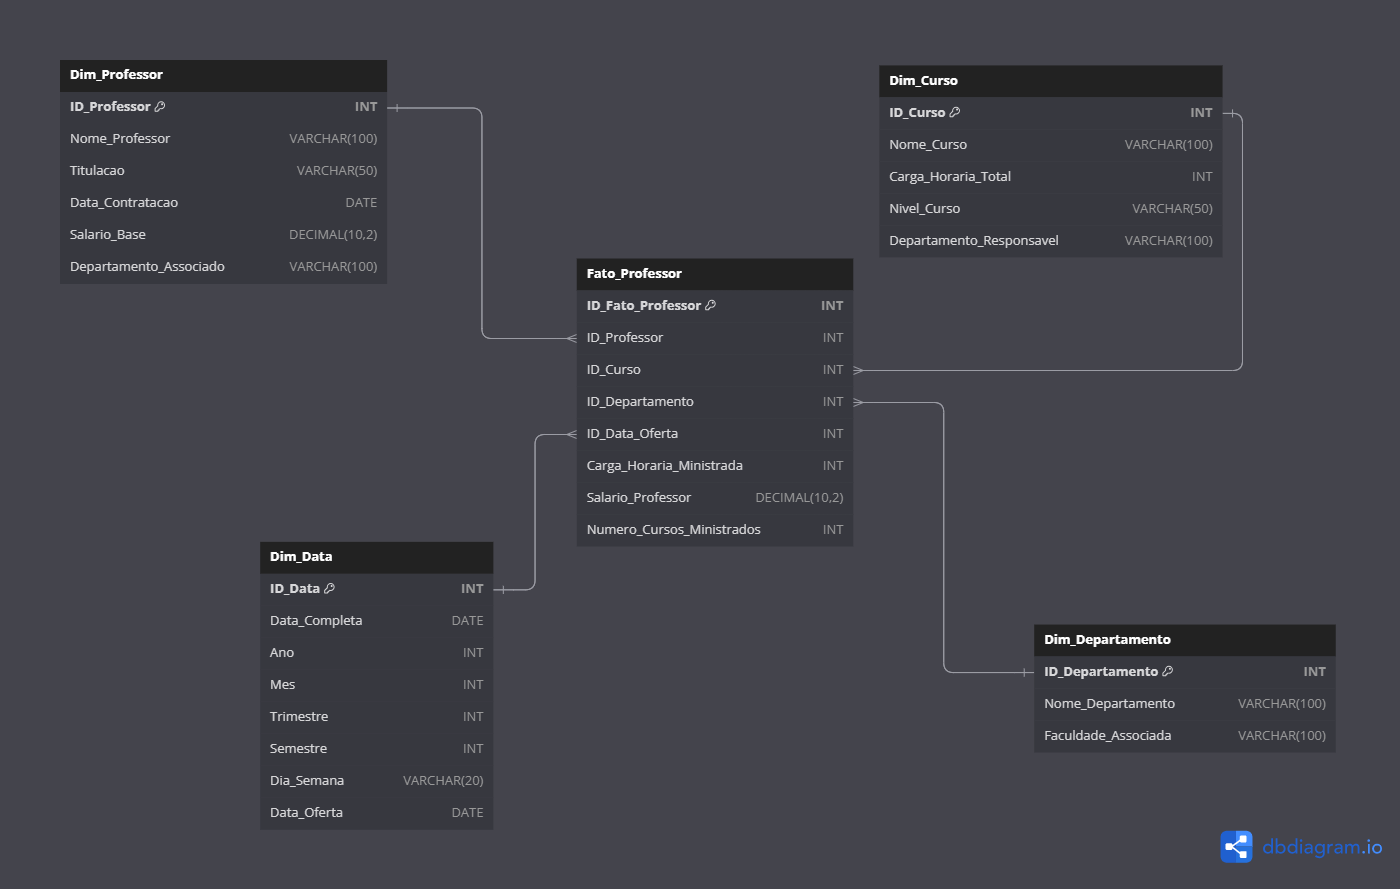 Dim_Professor
ID_Professor INT
Nome_Professor VARCHAR(100)
Titulacao VARCHAR(50)
Data_Contratacao DATE
Salario_Base DECIMAL(10,2)
Departamento_Associado VARCHAR(100)
Dim_Curso
ID_Curso INT
Nome_Curso VARCHAR(100)
Carga_Horaria_Total INT
Nivel_Curso VARCHAR(50)
Departamento_Responsavel VARCHAR(100)
Fato_Professor
ID_Fato_Professor INT
ID_Professor INT
ID_Curso INT
ID_Departamento INT
ID_Data_Oferta INT
Carga_Horaria_Ministrada INT
Salario_Professor DECIMAL(10,2)
Numero_Cursos_Ministrados INT
Dim_Data
ID_Data INT
Data_Completa DATE
Ano INT
Mes INT
Trimestre INT
Semestre INT
Dia_Semana VARCHAR(20)
Data_Oferta DATE
Dim_Departamento
ID_Departamento INT
Nome_Departamento VARCHAR(100)
Faculdade_Associada VARCHAR(100)
dbdiagram.io